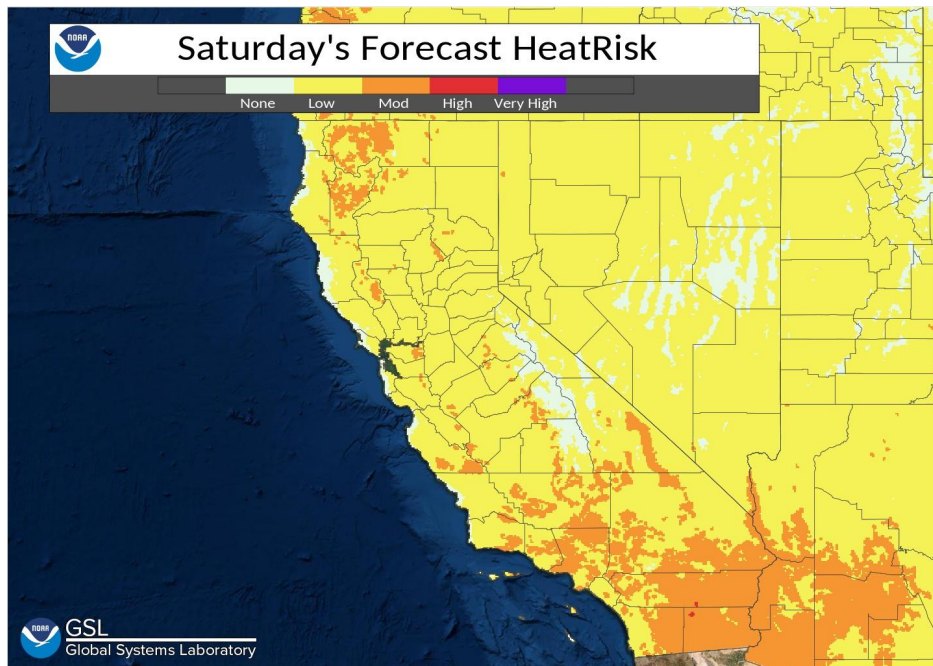 NOAA
Saturday's Forecast HeatRisk
None Low Mod High Very High
NOAA
GSL
Global Systems Laboratory